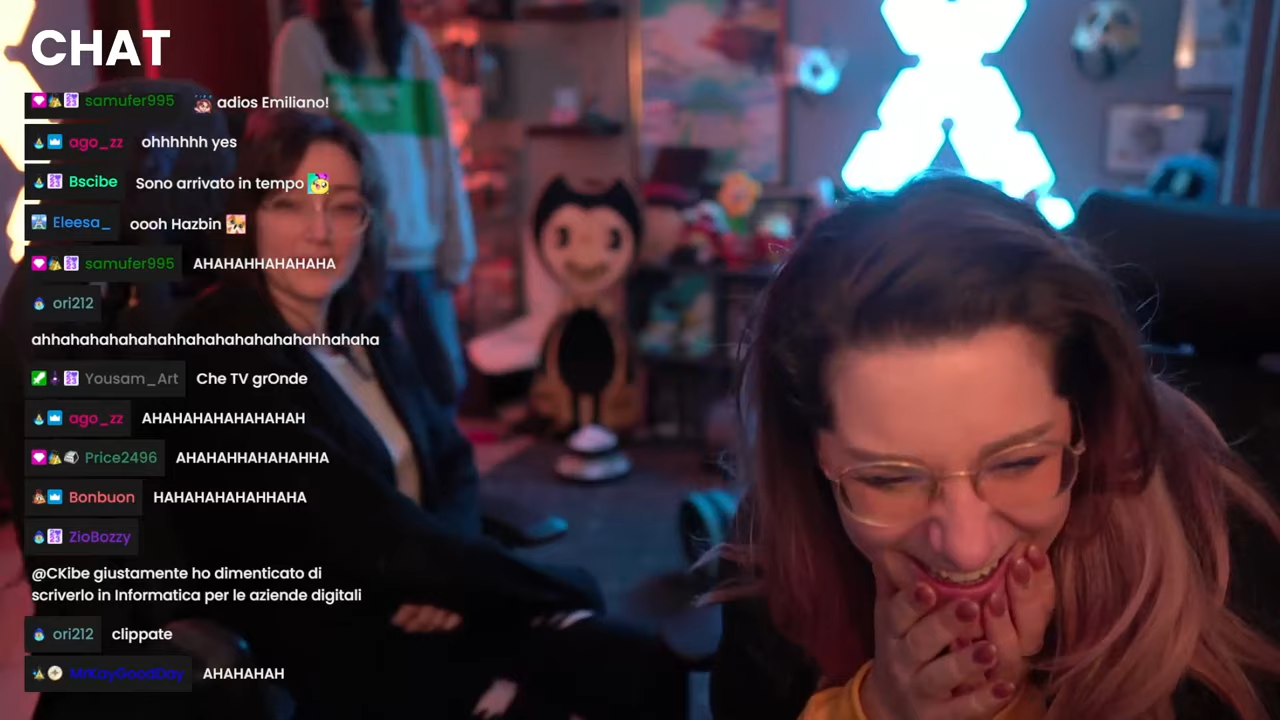 CHAT
samufer995 adios Emiliano!
ago_zz ohhhhhh yes
Bscibe Sono arrivato in tempo
Eleesa_ oooh Hazbin
samufer995 AHAHAHHAHAHAHA
ori212
ahhahahahahahahhahahahahahahahhahaha
Yousam_Art Che TV grOnde
ago_zz AHAHAHAHAHAHAHAH
Price2496 AHAHAHHAHAHAHHA
Bonbuon HAHAHAHAHAHHAHA
ZioBozzy
@CKibe giustamente ho dimenticato di
scriverlo in Informatica per le aziende digitali
ori212 clippate
MrKayGoodDay AHAHAHAH